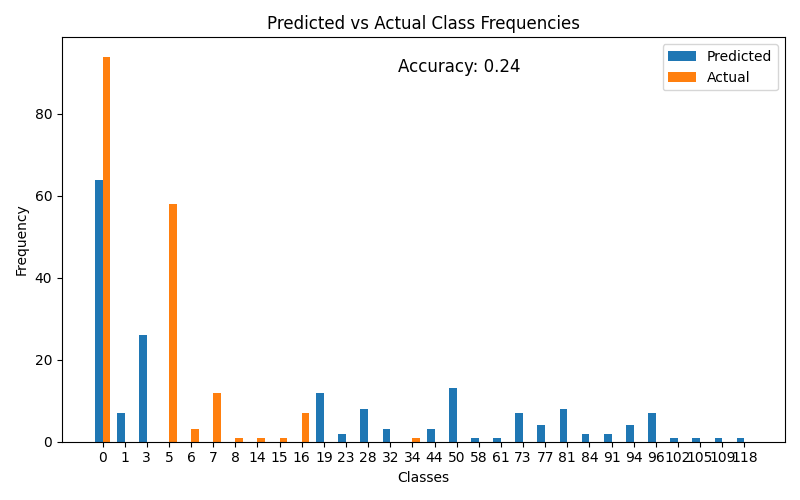 Predicted vs Actual Class Frequencies
Accuracy: 0.24
Predicted
Actual
80
60
40
20
0
Frequency
0 1 3 5 6 7 8 14 15 16 19 23 28 32 34 44 50 58 61 73 77 81 84 91 94 96 102 105 109 118
Classes